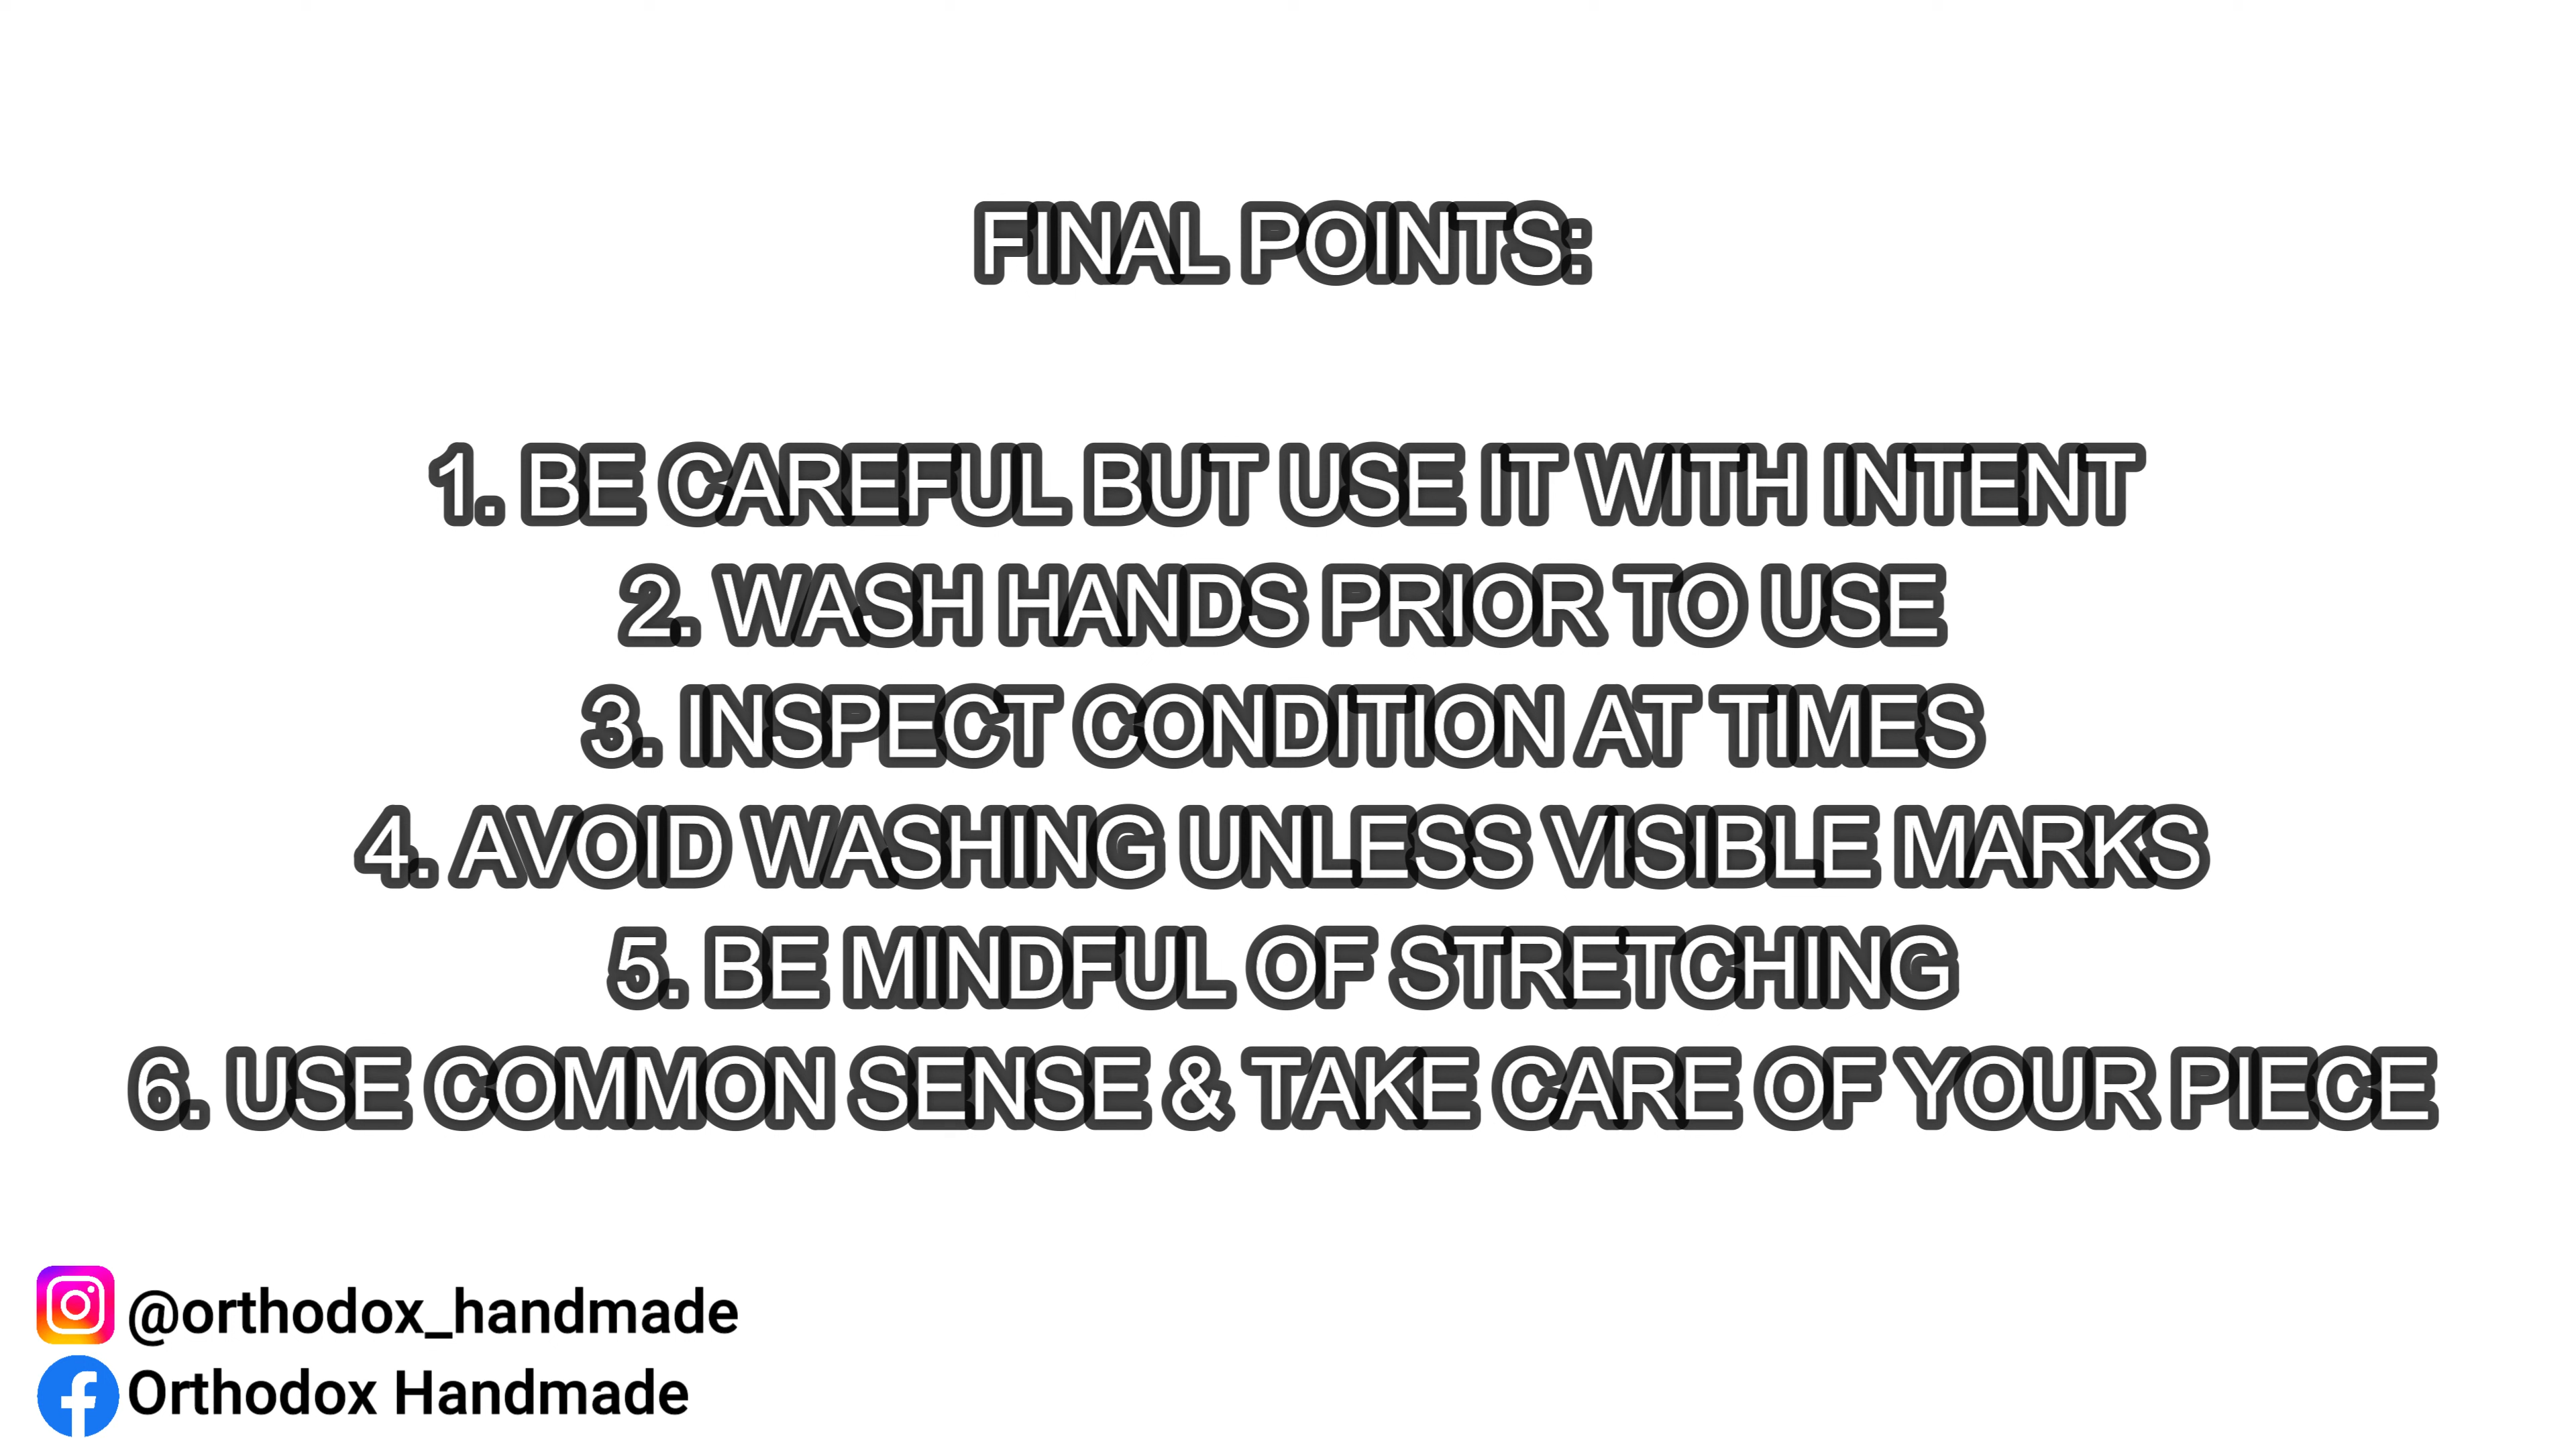 FINAL POINTS:
1. BE CAREFUL BUT USE IT WITH INTENT
2. WASH HANDS PRIOR TO USE
3. INSPECT CONDITION AT TIMES
4. AVOID WASHING UNLESS VISIBLE MARKS
5. BE MINDFUL OF STRETCHING
6. USE COMMON SENSE & TAKE CARE OF YOUR PIECE
@orthodox_handmade
Orthodox Handmade